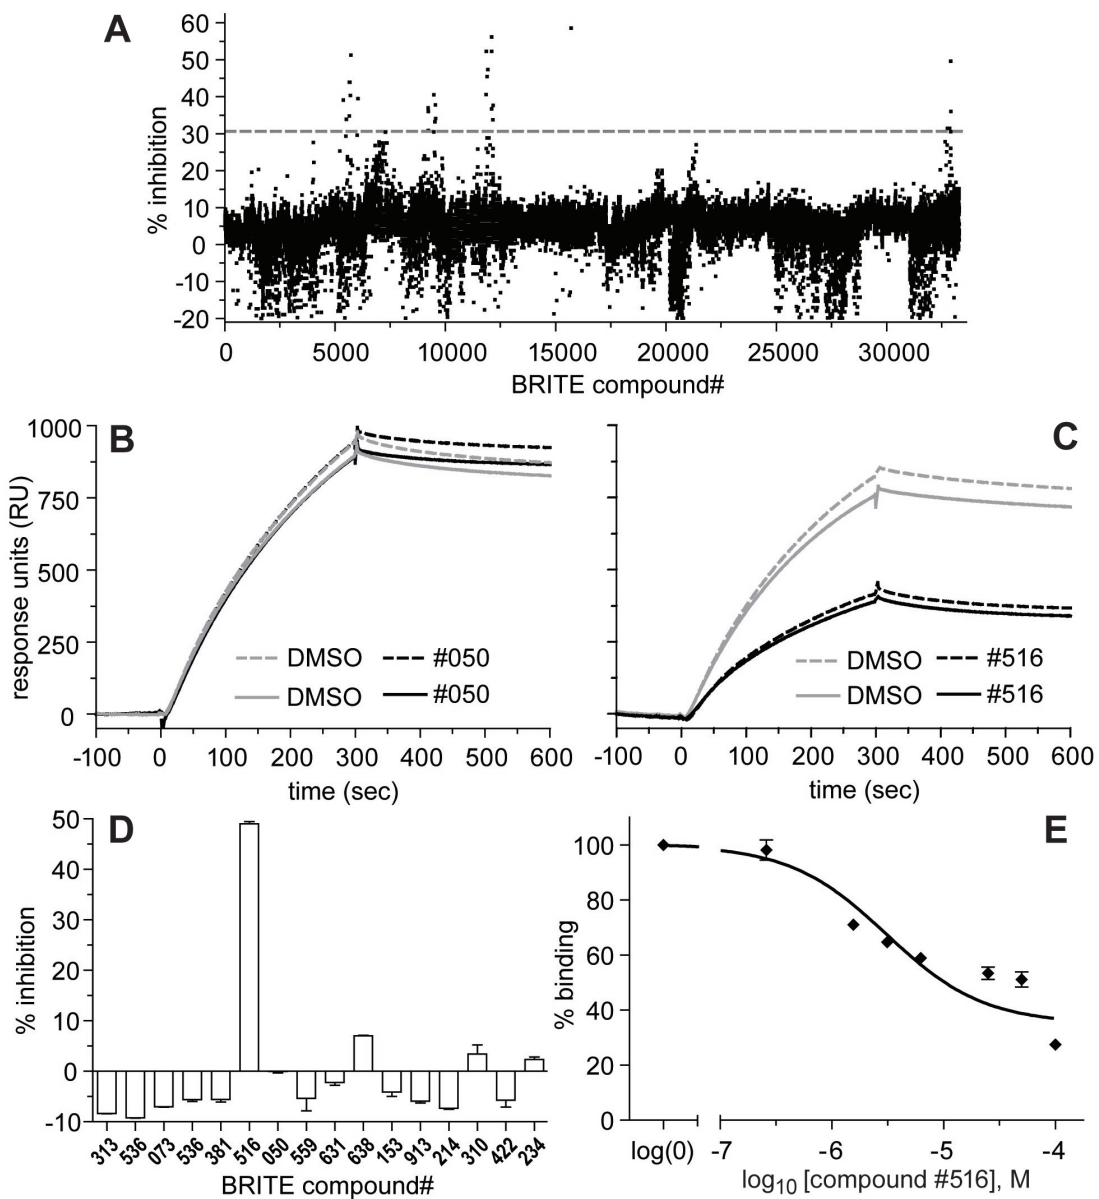 A
60
50
40
30
20
10
0
-10
-20
% inhibition
0 5000 10000 15000 20000 25000 30000
BRITE compound#
B
1000
750
500
250
0
response units (RU)
DMSO #050
DMSO #050
-100 0 100 200 300 400 500 600
time (sec)
C
DMSO #516
DMSO #516
-100 0 100 200 300 400 500 600
time (sec)
D
50
40
30
20
10
0
-10
% inhibition
313 536 073 536 381 516 050 559 631 638 153 913 214 310 422 234
BRITE compound#
E
100
80
60
40
20
0
% binding
log(0) -7 -6 -5 -4
log10 [compound #516], M